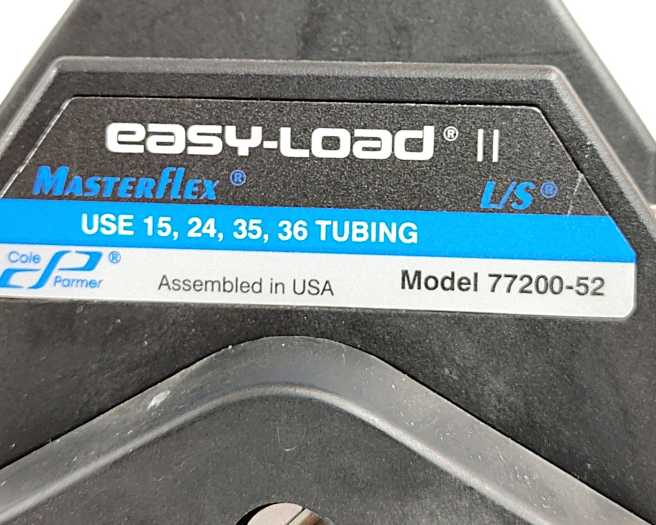 easy-Load® II
MasterFlex® L/S®
USE 15, 24, 35, 36 TUBING
Cole Parmer®
Assembled in USA
Model 77200-52